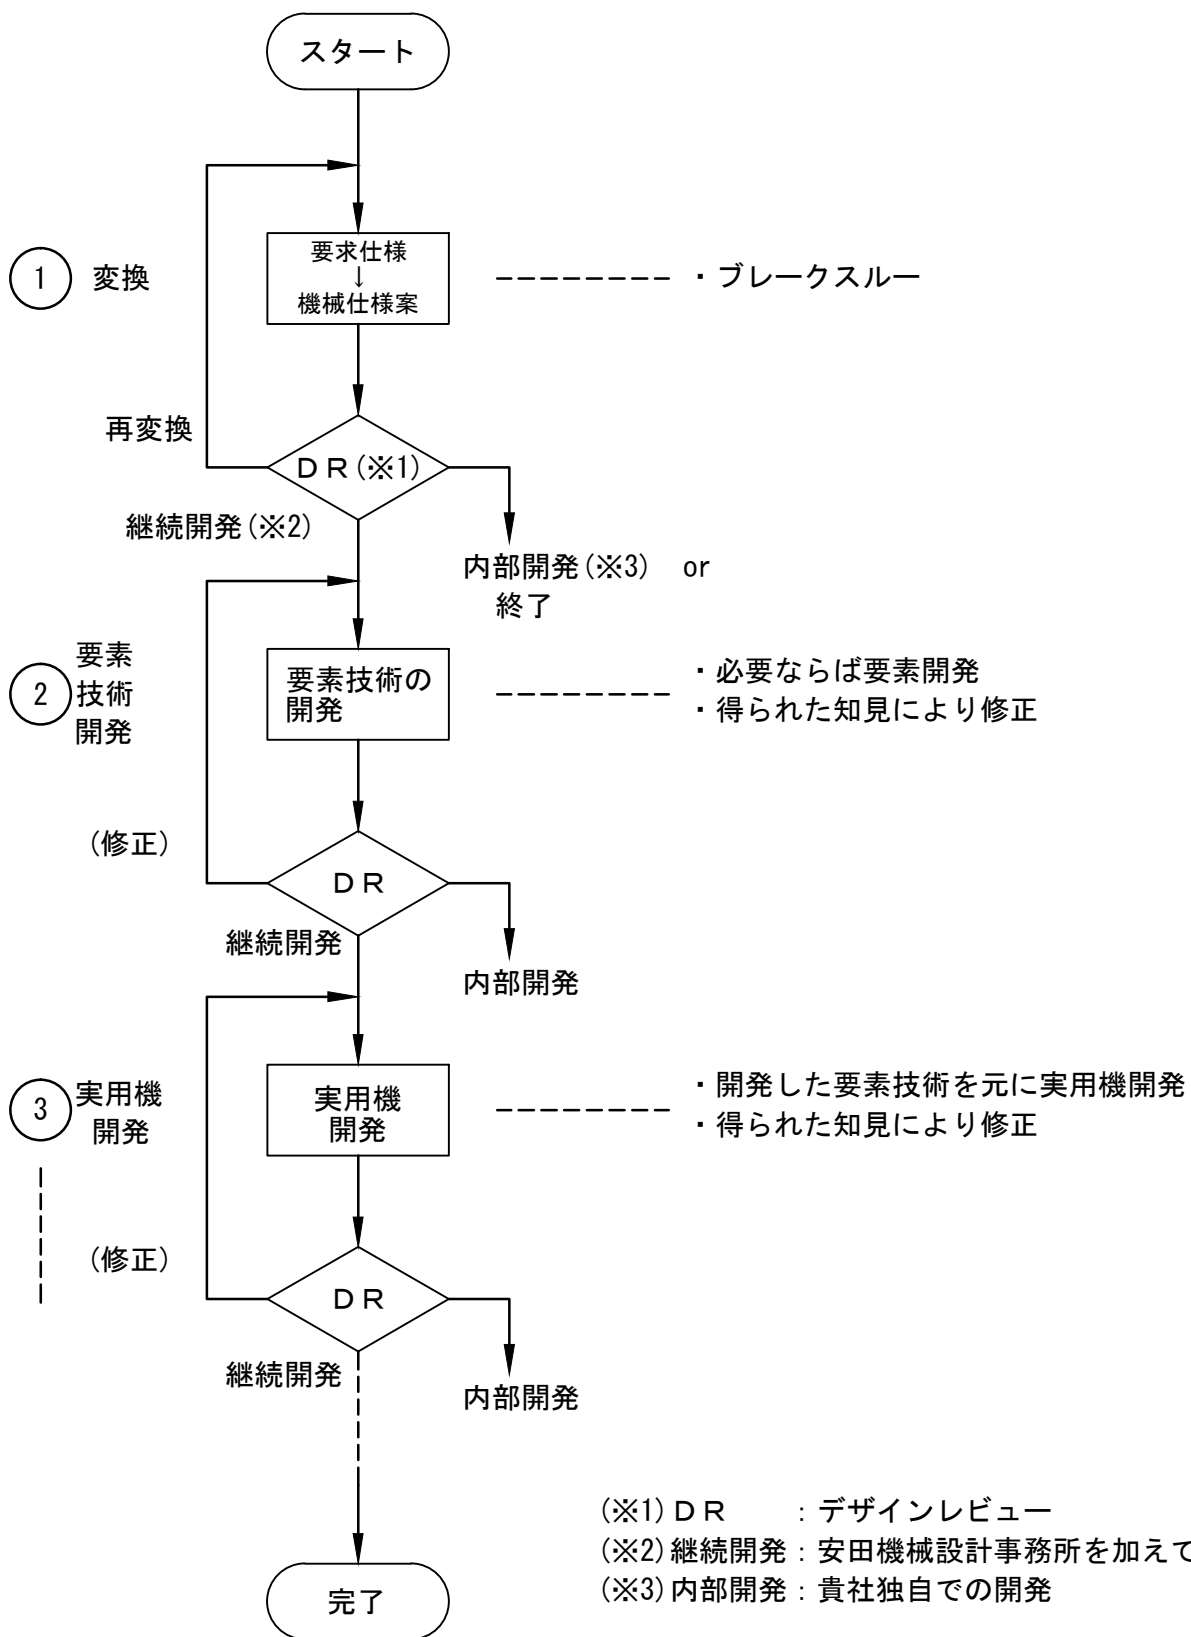 スタート
1 変換
要求仕様
↓
機械仕様案
・ブレークスルー
再変換
ＤＲ(※1)
継続開発(※2)
内部開発(※3) or
終了
2
要素
技術
開発
要素技術の
開発
・必要ならば要素開発
・得られた知見により修正
(修正)
ＤＲ
継続開発
内部開発
3
実用機
開発
実用機
開発
・開発した要素技術を元に実用機開発
・得られた知見により修正
(修正)
ＤＲ
継続開発
内部開発
完了
(※1)ＤＲ ：デザインレビュー
(※2)継続開発：安田機械設計事務所を加えて
(※3)内部開発：貴社独自での開発